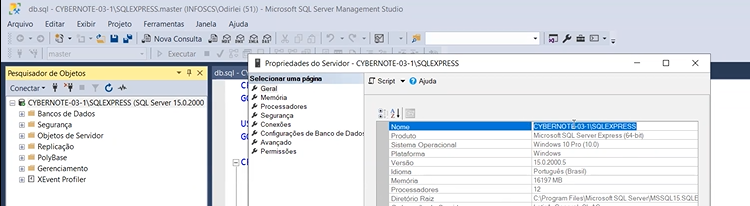 db.sql - CYBERNOTE-03-1\SQLEXPRESS.master (INFOSCS\Odirlei (51)) - Microsoft SQL Server Management Studio
Arquivo Editar Exibir Projeto Ferramentas Janela Ajuda
Nova Consulta
master Executar
Pesquisador de Objetos
Conectar
CYBERNOTE-03-1\SQLEXPRESS (SQL Server 15.0.2000
Bancos de Dados
Segurança
Objetos de Servidor
Replicação
PolyBase
Gerenciamento
XEvent Profiler
db.sql - CY
GO
US
GO
Propriedades do Servidor - CYBERNOTE-03-1\SQLEXPRESS
Selecionar uma página
Geral
Memória
Processadores
Segurança
Conexões
Configurações de Banco de Dados
Avançado
Permissões
Script Ajuda
Nome CYBERNOTE-03-1\SQLEXPRESS
Produto Microsoft SQL Server Express (64-bit)
Sistema Operacional Windows 10 Pro (10.0)
Plataforma Windows
Versão 15.0.2000.5
Idioma Português (Brasil)
Memória 16197 MB
Processadores 12
Diretório Raiz C:\Program Files\Microsoft SQL Server\MSSQL15.SQLE